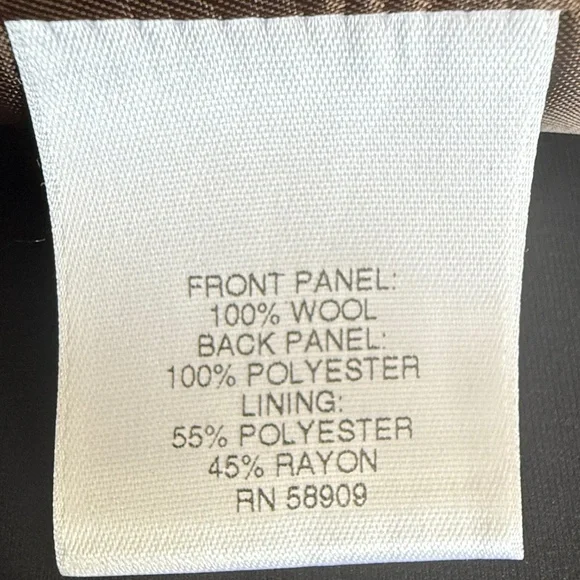 FRONT PANEL:
100% WOOL
BACK PANEL:
100% POLYESTER
LINING:
55% POLYESTER
45% RAYON
RN 58909